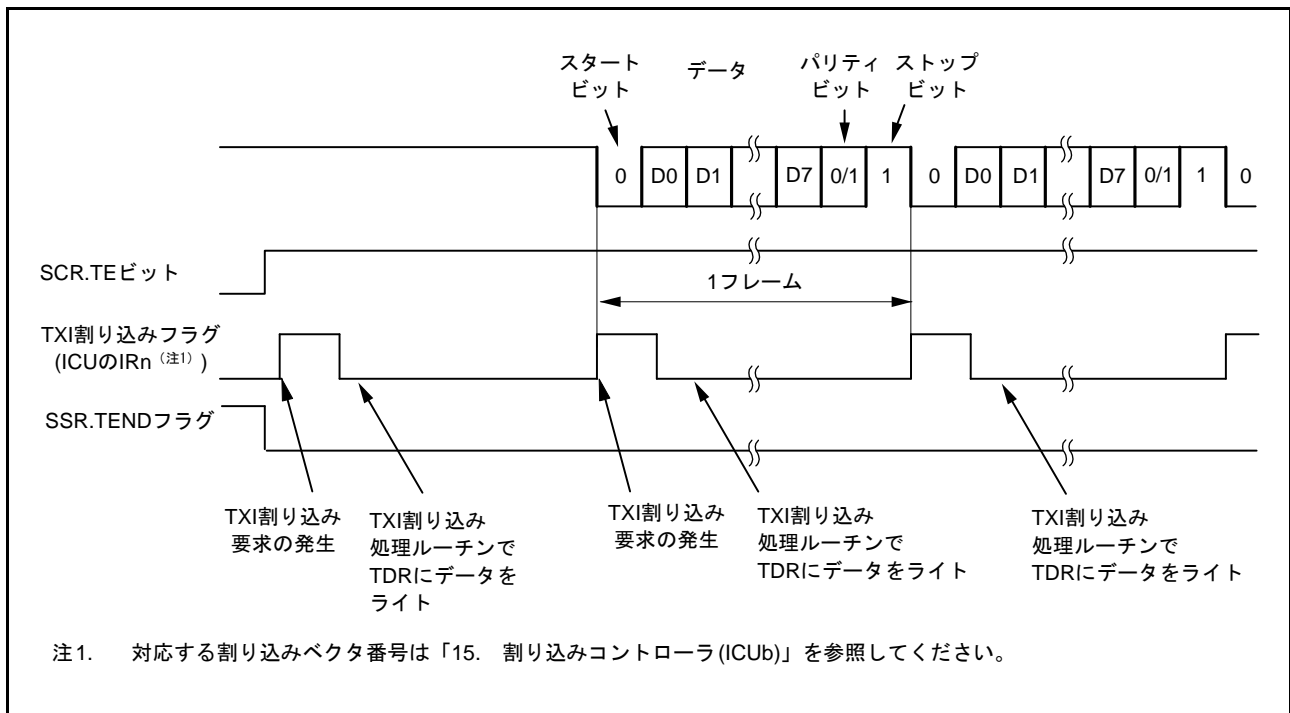 スタート
ビット
データ
パリティ
ビット
ストップ
ビット
0 D0 D1 D7 0/1 1 0 D0 D1 D7 0/1 1 0
SCR.TEビット
1フレーム
TXI割り込みフラグ
(ICUのIRn（注1）)
SSR.TENDフラグ
TXI割り込み
要求の発生
TXI割り込み
処理ルーチンで
TDRにデータを
ライト
TXI割り込み
要求の発生
TXI割り込み
処理ルーチンで
TDRにデータをライト
TXI割り込み
処理ルーチンで
TDRにデータをライト
注1. 対応する割り込みベクタ番号は「15. 割り込みコントローラ(ICUb)」を参照してください。